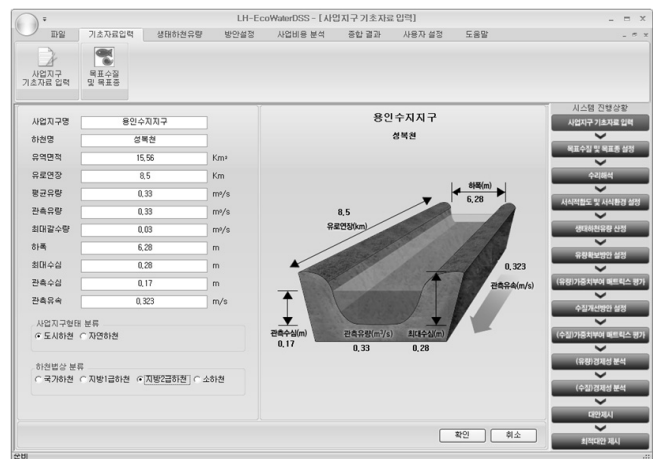 LH-EcoWaterDSS - [사업지구 기초자료 입력]
파일 기초자료입력 생태하천유량 방안설정 사업비용 분석 종합 결과 사용자 설정 도움말
사업지구 기초자료 입력
목표수질 및 목표종
사업지구명 용인수지지구
하천명 성복천
유역면적 15.56 Km²
유로연장 8.5 Km
평균유량 0.33 m³/s
관측유량 0.33 m³/s
최대갈수량 0.03 m³/s
하폭 6.28 m
최대수심 0.28 m
관측수심 0.17 m
관측유속 0.323 m/s
사업지구형태 분류
도시하천 자연하천
하천법상 분류
국가하천 지방1급하천 지방2급하천 소하천
용인수지지구
성복천
하폭(m)
6.28
8.5
유로연장(km)
0.323
관측유속(m/s)
관측수심(m) 관측유량(m³/s) 최대수심(m)
0.17 0.33 0.28
확인 취소
시스템 진행상황
사업지구 기초자료 입력
목표수질 및 목표종 설정
수리해석
서식적합도 및 서식환경 설정
생태하천유량 산정
유량확보방안 설정
(유량)가중치부여 매트릭스 평가
수질개선방안 설정
(수질)가중치부여 매트릭스 평가
(유량)경제성 분석
(수질)경제성 분석
대안제시
최적대안 제시
준비